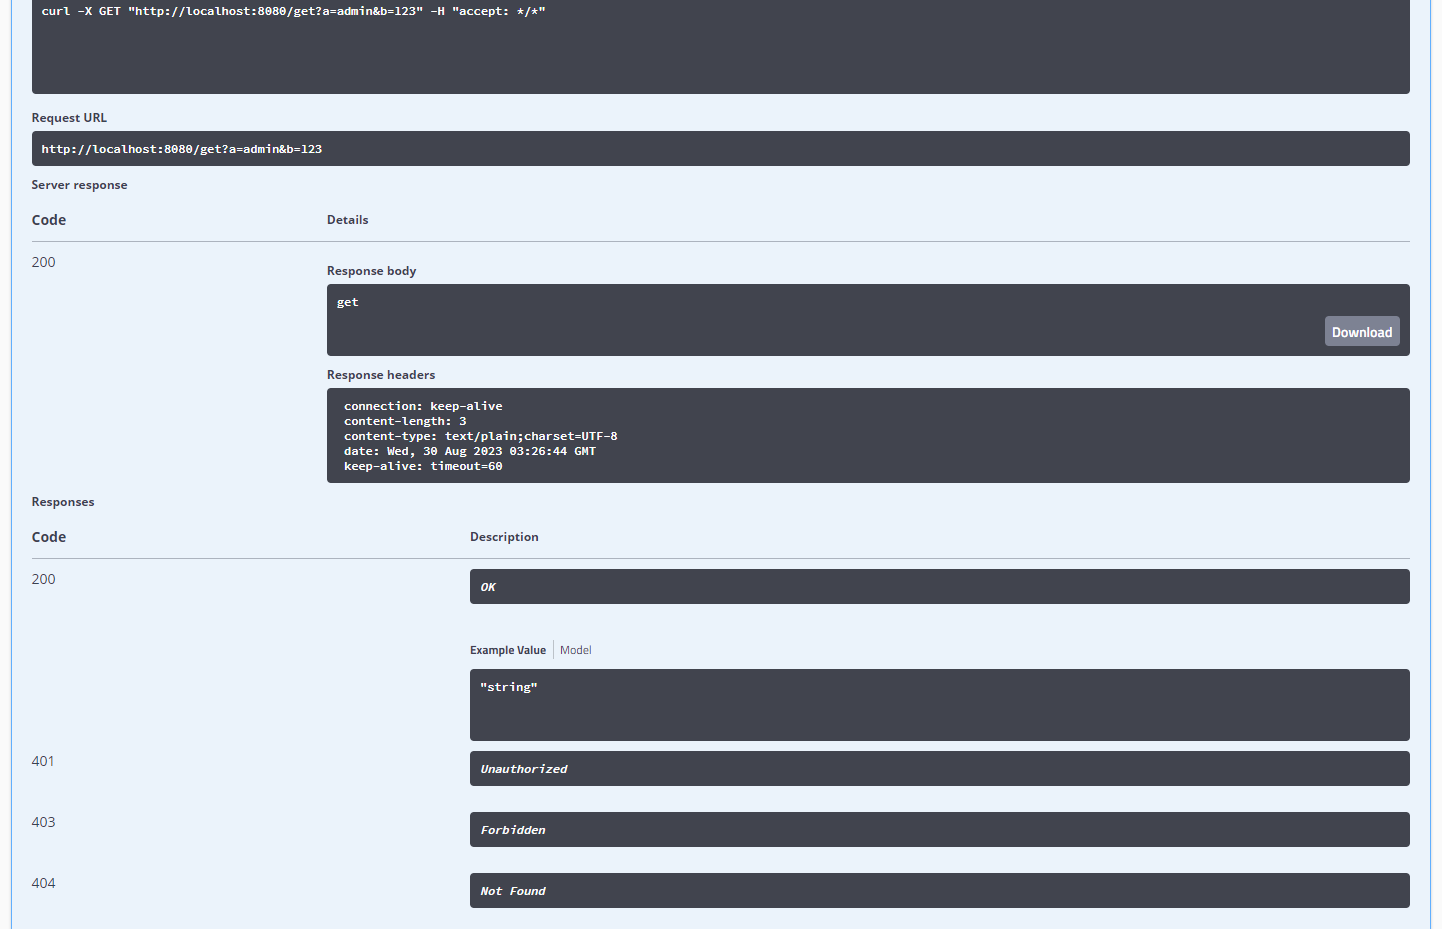 curl -X GET "http://localhost:8080/get?a=admin&b=123" -H "accept: */*"
Request URL
http://localhost:8080/get?a=admin&b=123
Server response
Code Details
200
Response body
get
Download
Response headers
connection: keep-alive
content-length: 3
content-type: text/plain;charset=UTF-8
date: Wed, 30 Aug 2023 03:26:44 GMT
keep-alive: timeout=60
Responses
Code Description
200 OK
Example Value Model
"string"
401 Unauthorized
403 Forbidden
404 Not Found